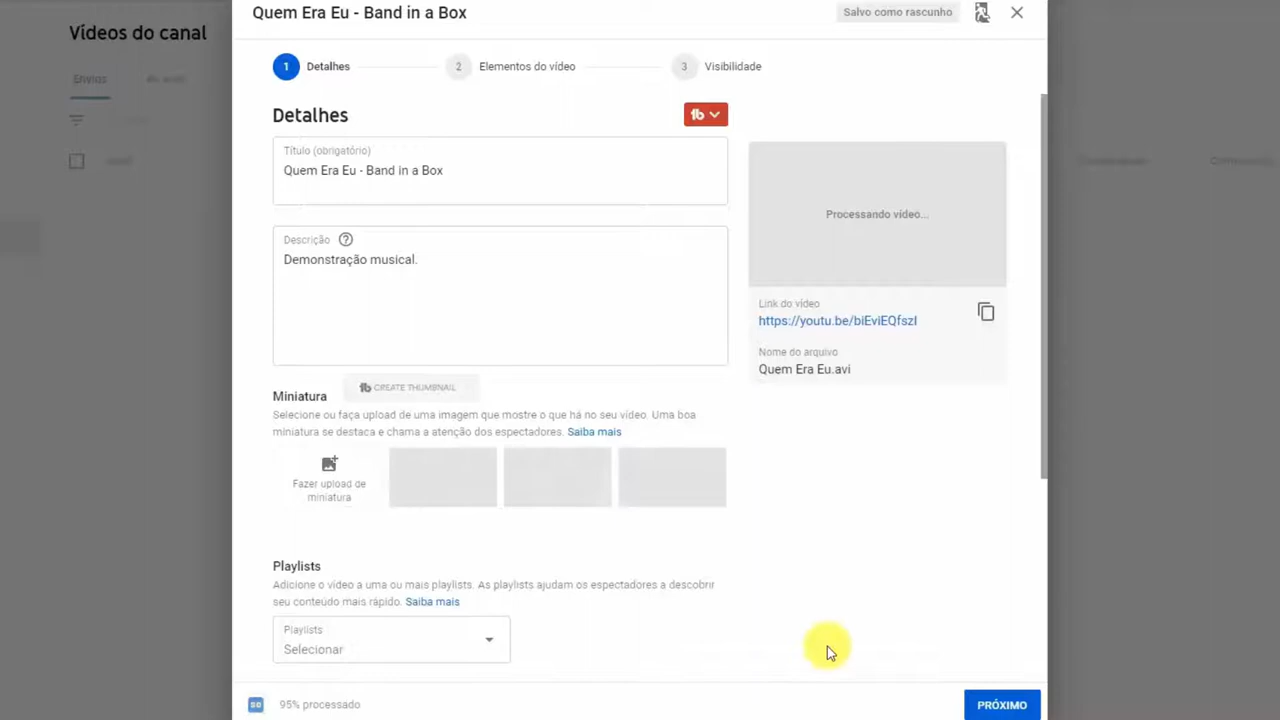 Quem Era Eu - Band in a Box
Salvo como rascunho
Vídeos do canal
Envios
1 Detalhes
2 Elementos do vídeo
3 Visibilidade
Detalhes
Título (obrigatório)
Quem Era Eu - Band in a Box
Descrição
Demonstração musical.
Processando vídeo...
Link do vídeo
https://youtu.be/biEviEQfszI
Nome do arquivo
Quem Era Eu.avi
Miniatura
CREATE THUMBNAIL
Selecione ou faça upload de uma imagem que mostre o que há no seu vídeo. Uma boa
miniatura se destaca e chama a atenção dos espectadores. Saiba mais
Fazer upload de
miniatura
Playlists
Adicione o vídeo a uma ou mais playlists. As playlists ajudam os espectadores a descobrir
seu conteúdo mais rápido. Saiba mais
Playlists
Selecionar
SD
95% processado
PRÓXIMO